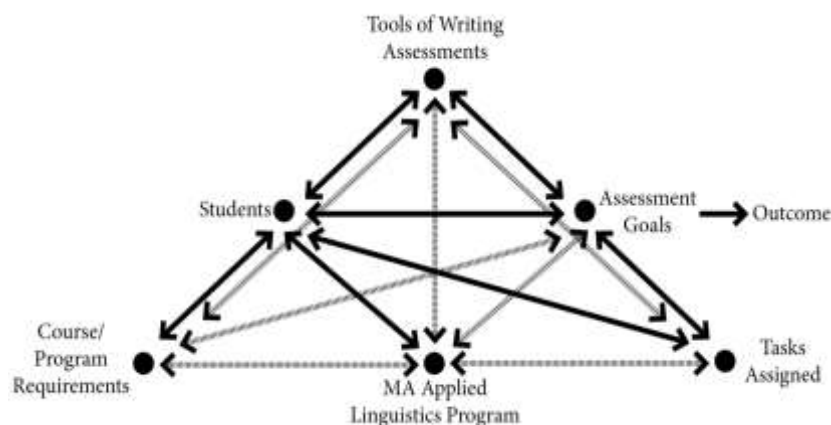 Tools of Writing
Assessments
Students
Assessment
Goals
Outcome
Course/
Program
Requirements
MA Applied
Linguistics Program
Tasks
Assigned